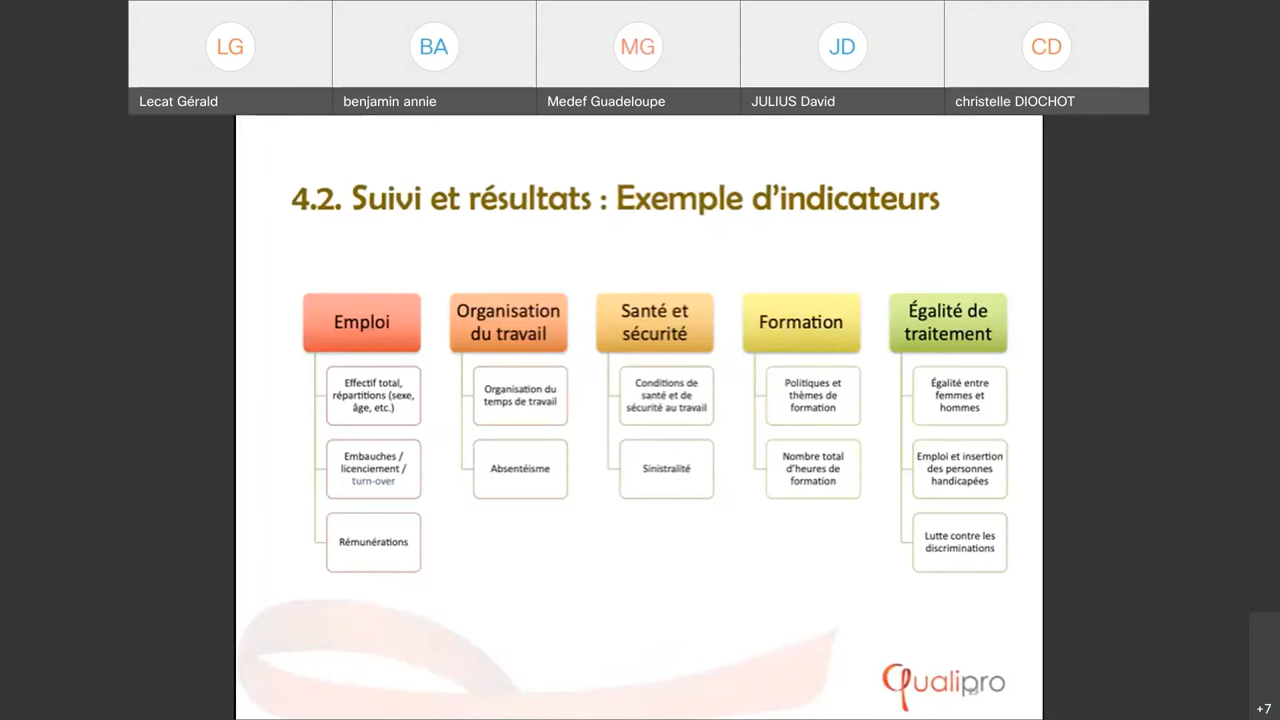 LG
BA
MG
JD
CD
Lecat Gérald
benjamin annie
Medef Guadeloupe
JULIUS David
christelle DIOCHOT
4.2. Suivi et résultats : Exemple d'indicateurs
Emploi
Effectif total,
répartitions (sexe,
âge, etc.)
Embauches /
licenciement /
turn-over
Rémunérations
Organisation
du travail
Organisation du
temps de travail
Absentéisme
Santé et
sécurité
Conditions de
santé et de
sécurité au travail
Sinistralité
Formation
Politiques et
thèmes de
formation
Nombre total
d'heures de
formation
Égalité de
traitement
Égalité entre
femmes et
hommes
Emploi et insertion
des personnes
handicapées
Lutte contre les
discriminations
Qualipro
+7